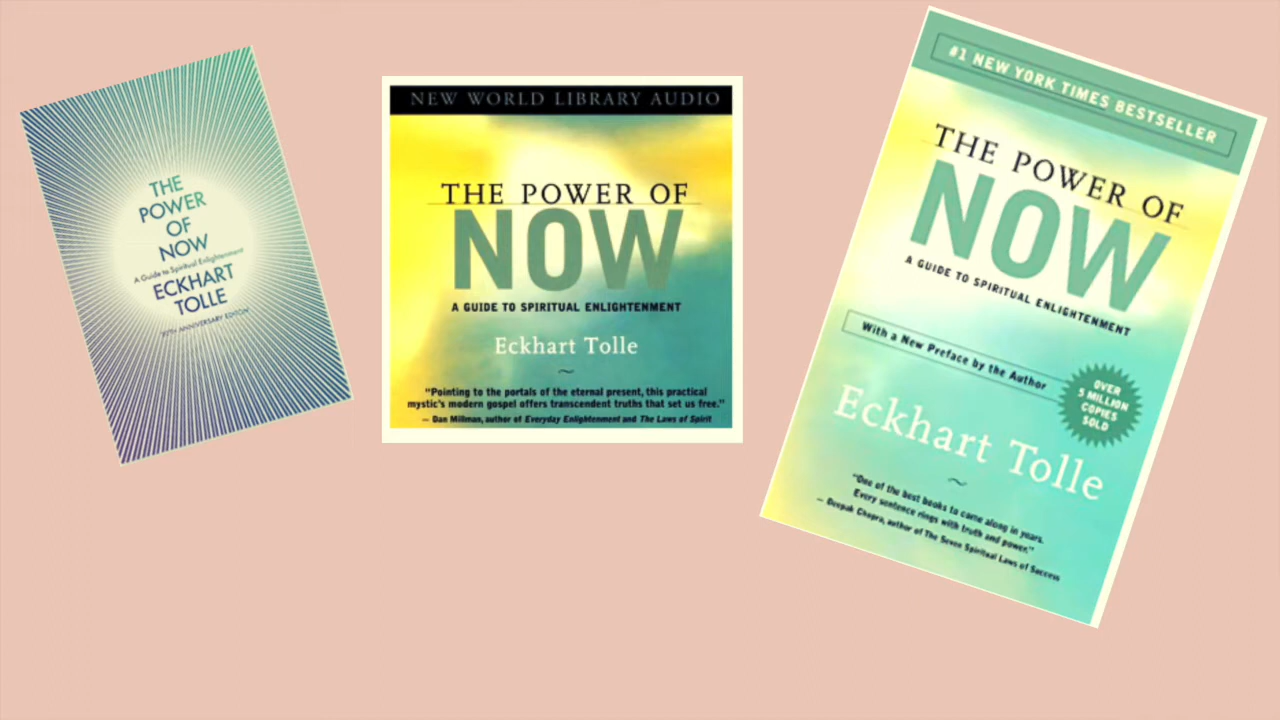 THE
POWER
OF
NOW
A Guide to Spiritual Enlightenment
ECKHART
TOLLE
20TH ANNIVERSARY EDITION
NEW WORLD LIBRARY AUDIO
THE POWER OF
NOW
A GUIDE TO SPIRITUAL ENLIGHTENMENT
Eckhart Tolle
"Pointing to the portals of the eternal present, this practical
mystic's modern gospel offers transcendent truths that set us free."
— Dan Millman, author of Everyday Enlightenment and The Laws of Spirit
#1 NEW YORK TIMES BESTSELLER
THE POWER OF
NOW
A GUIDE TO SPIRITUAL ENLIGHTENMENT
With a New Preface by the Author
OVER
5 MILLION
COPIES
SOLD
Eckhart Tolle
"One of the best books to come along in years.
Every sentence rings with truth and power."
— Deepak Chopra, author of The Seven Spiritual Laws of Success